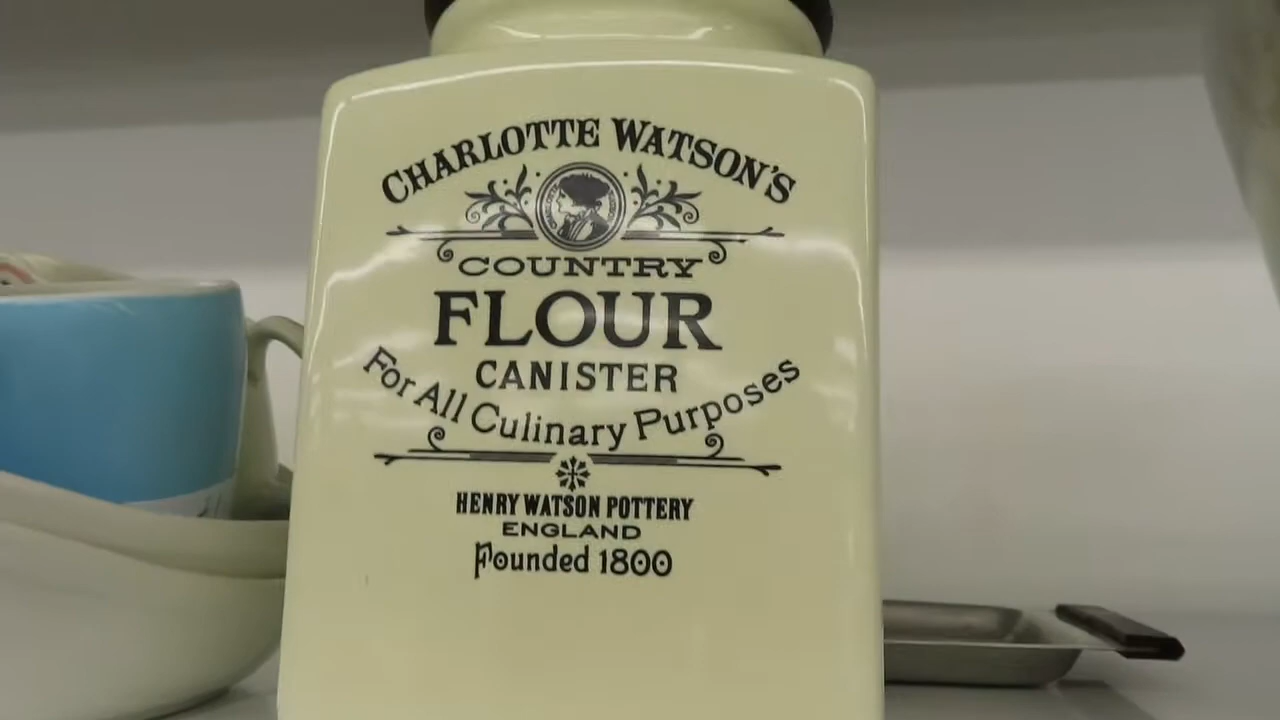 CHARLOTTE WATSON'S
COUNTRY
FLOUR
CANISTER
For All Culinary Purposes
HENRY WATSON POTTERY
ENGLAND
Founded 1800